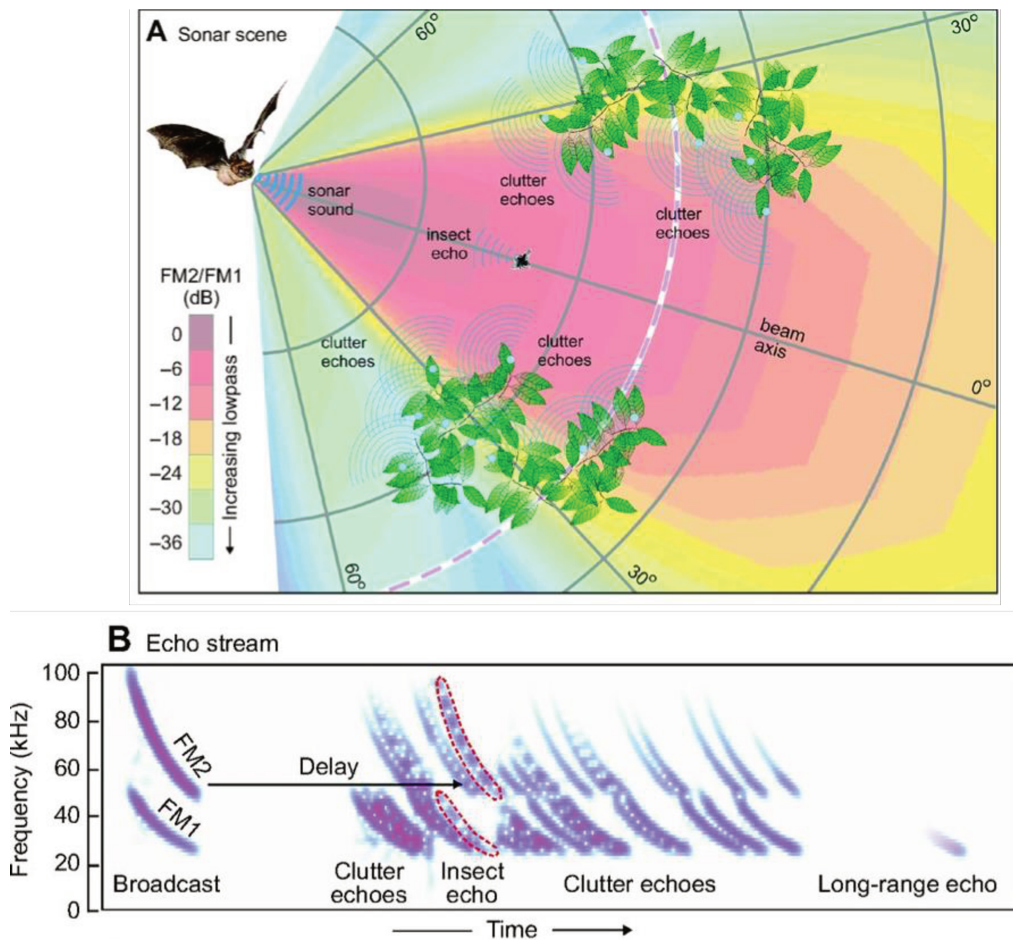 A Sonar scene
60°
30°
sonar
sound
clutter
echoes
clutter
echoes
insect
echo
FM2/FM1
(dB)
0
–6
–12
–18
–24
–30
–36
Increasing lowpass
clutter
echoes
clutter
echoes
beam
axis
0°
60°
30°
B Echo stream
Frequency (kHz)
100
80
60
40
20
0
FM2
FM1
Delay
Broadcast
Clutter
echoes
Insect
echo
Clutter echoes
Long-range echo
Time